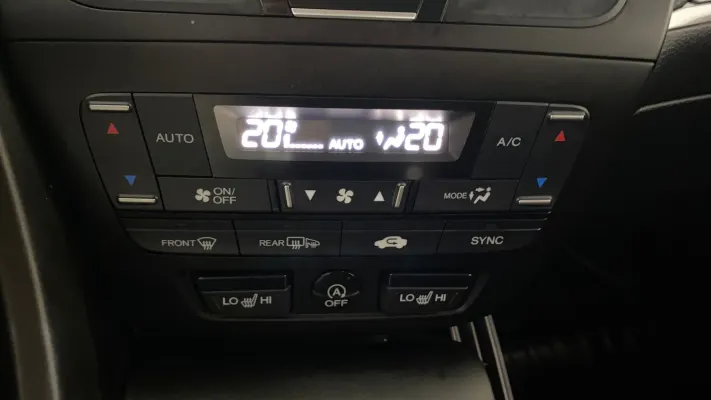 AUTO
20
AUTO
20
A/C
ON/
OFF
MODE
FRONT
REAR
SYNC
LO HI
A
OFF
LO HI